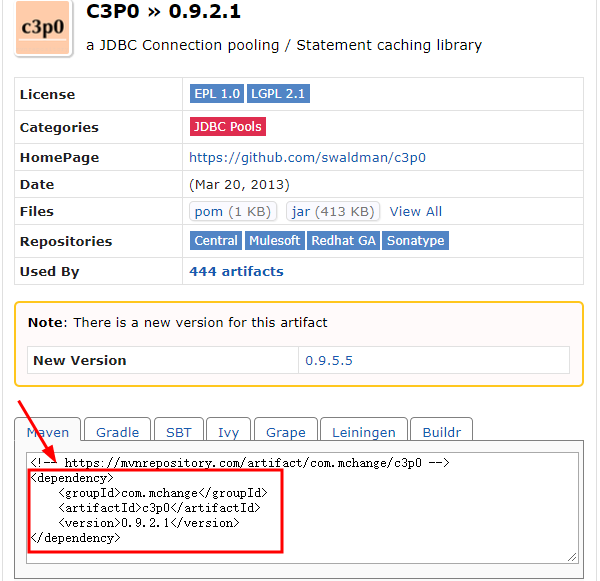 c3p0
C3P0 » 0.9.2.1
a JDBC Connection pooling / Statement caching library
License EPL 1.0 LGPL 2.1
Categories JDBC Pools
HomePage https://github.com/swaldman/c3p0
Date (Mar 20, 2013)
Files pom (1 KB) jar (413 KB) View All
Repositories Central Mulesoft Redhat GA Sonatype
Used By 444 artifacts
Note: There is a new version for this artifact
New Version 0.9.5.5
Maven Gradle SBT Ivy Grape Leiningen Buildr
<!-- https://mvnrepository.com/artifact/com.mchange/c3p0 -->
<dependency>
    <groupId>com.mchange</groupId>
    <artifactId>c3p0</artifactId>
    <version>0.9.2.1</version>
</dependency>